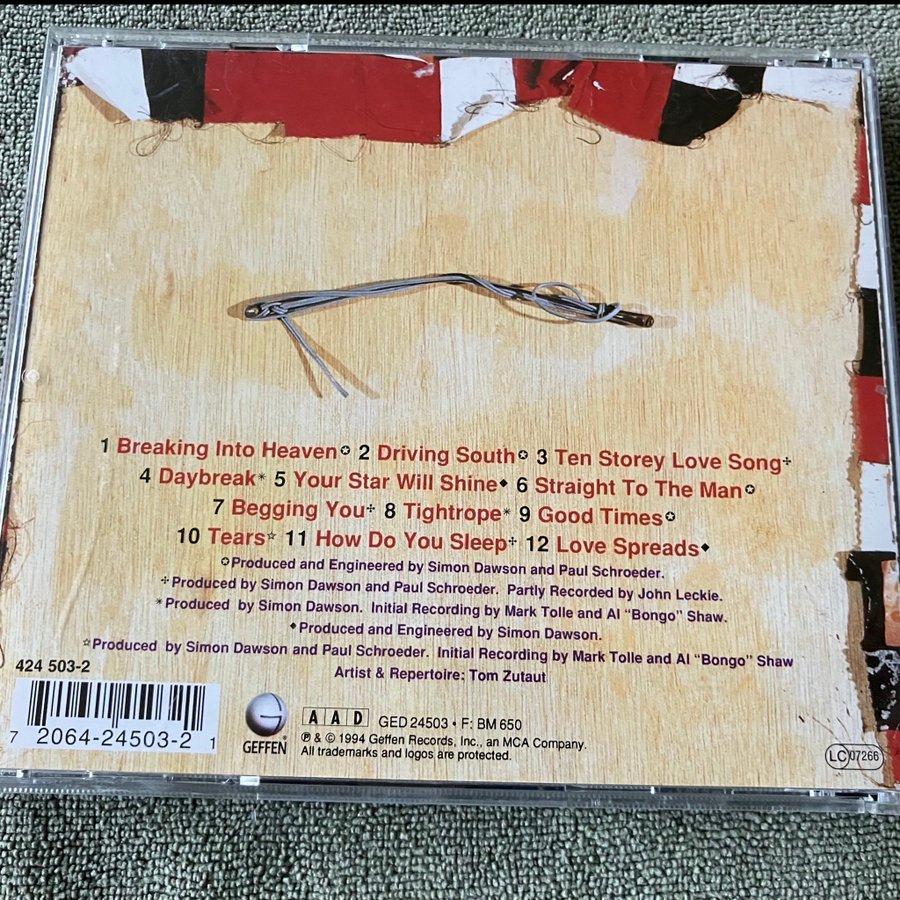 1 Breaking Into Heaven✪ 2 Driving South✪ 3 Ten Storey Love Song✣
4 Daybreak* 5 Your Star Will Shine◆ 6 Straight To The Man✪
7 Begging You✣ 8 Tightrope* 9 Good Times✪
10 Tears☆ 11 How Do You Sleep✣ 12 Love Spreads◆
✪Produced and Engineered by Simon Dawson and Paul Schroeder.
✣Produced by Simon Dawson and Paul Schroeder. Partly Recorded by John Leckie.
*Produced by Simon Dawson. Initial Recording by Mark Tolle and Al “Bongo” Shaw.
◆Produced and Engineered by Simon Dawson.
☆Produced by Simon Dawson and Paul Schroeder. Initial Recording by Mark Tolle and Al “Bongo” Shaw
Artist & Repertoire: Tom Zutaut
424 503-2
7 2064-24503-2 1
GEFFEN
AAD GED 24503 • F: BM 650
℗ & © 1994 Geffen Records, Inc., an MCA Company.
All trademarks and logos are protected.
LC 07266